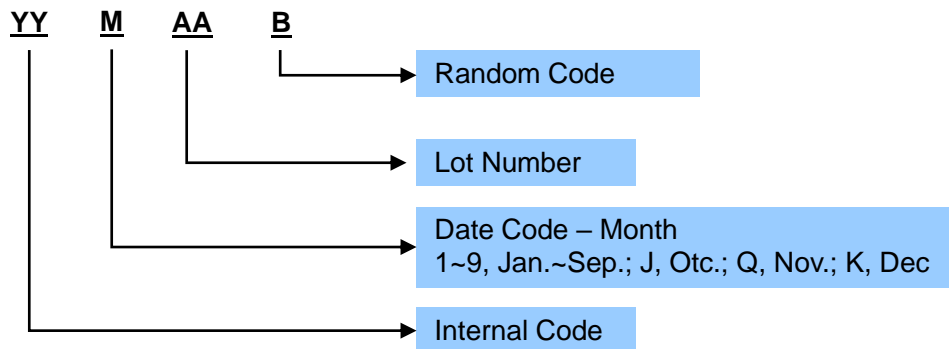 YY M AA B
Random Code
Lot Number
Date Code – Month
1~9, Jan.~Sep.; J, Otc.; Q, Nov.; K, Dec
Internal Code